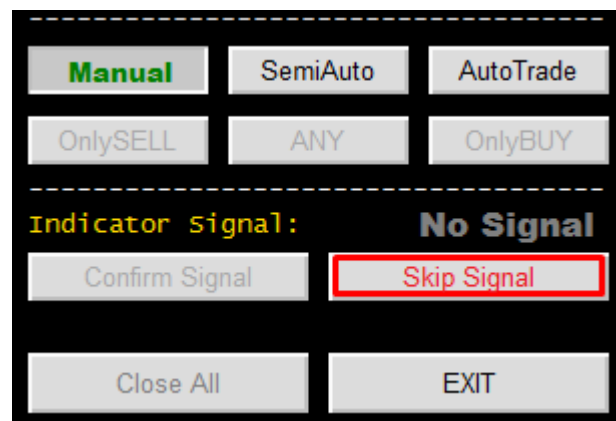 Manual SemiAuto AutoTrade
OnlySELL ANY OnlyBUY
Indicator Signal: No Signal
Confirm Signal Skip Signal
Close All EXIT